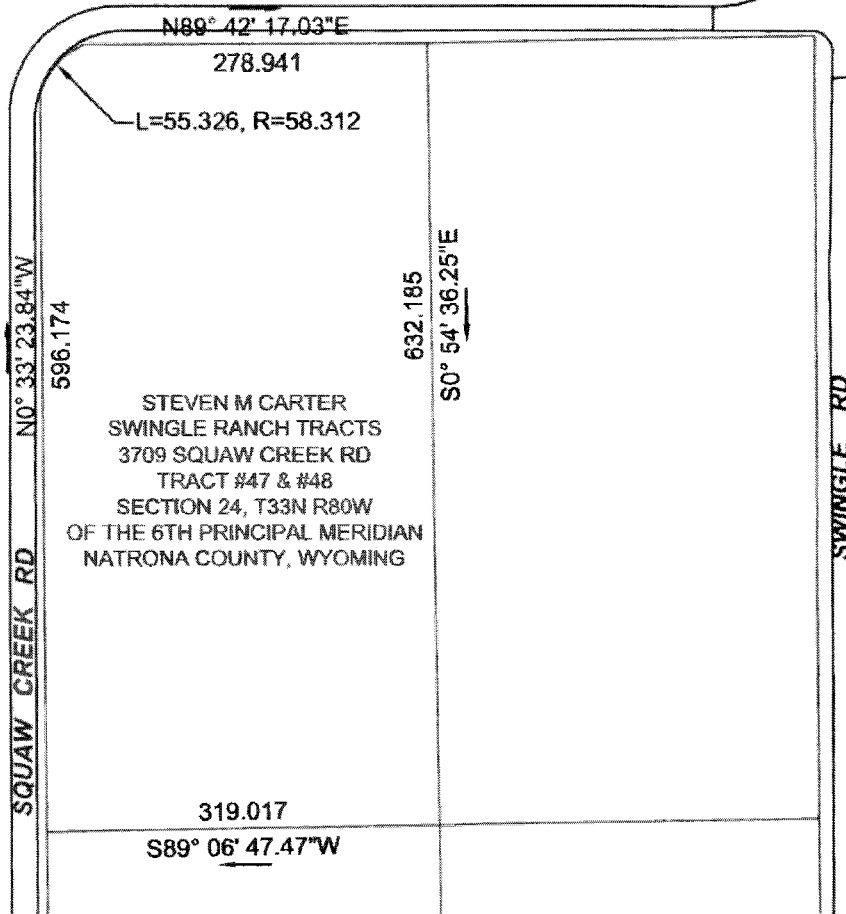 N89° 42' 17.03"E
278.941
L=55.326, R=58.312
N0° 33' 23.84"W
596.174
632.185
S0° 54' 36.25"E
STEVEN M CARTER
SWINGLE RANCH TRACTS
3709 SQUAW CREEK RD
TRACT #47 & #48
SECTION 24, T33N R80W
OF THE 6TH PRINCIPAL MERIDIAN
NATRONA COUNTY, WYOMING
SQUAW CREEK RD
SWINGLE RD
319.017
S89° 06' 47.47"W